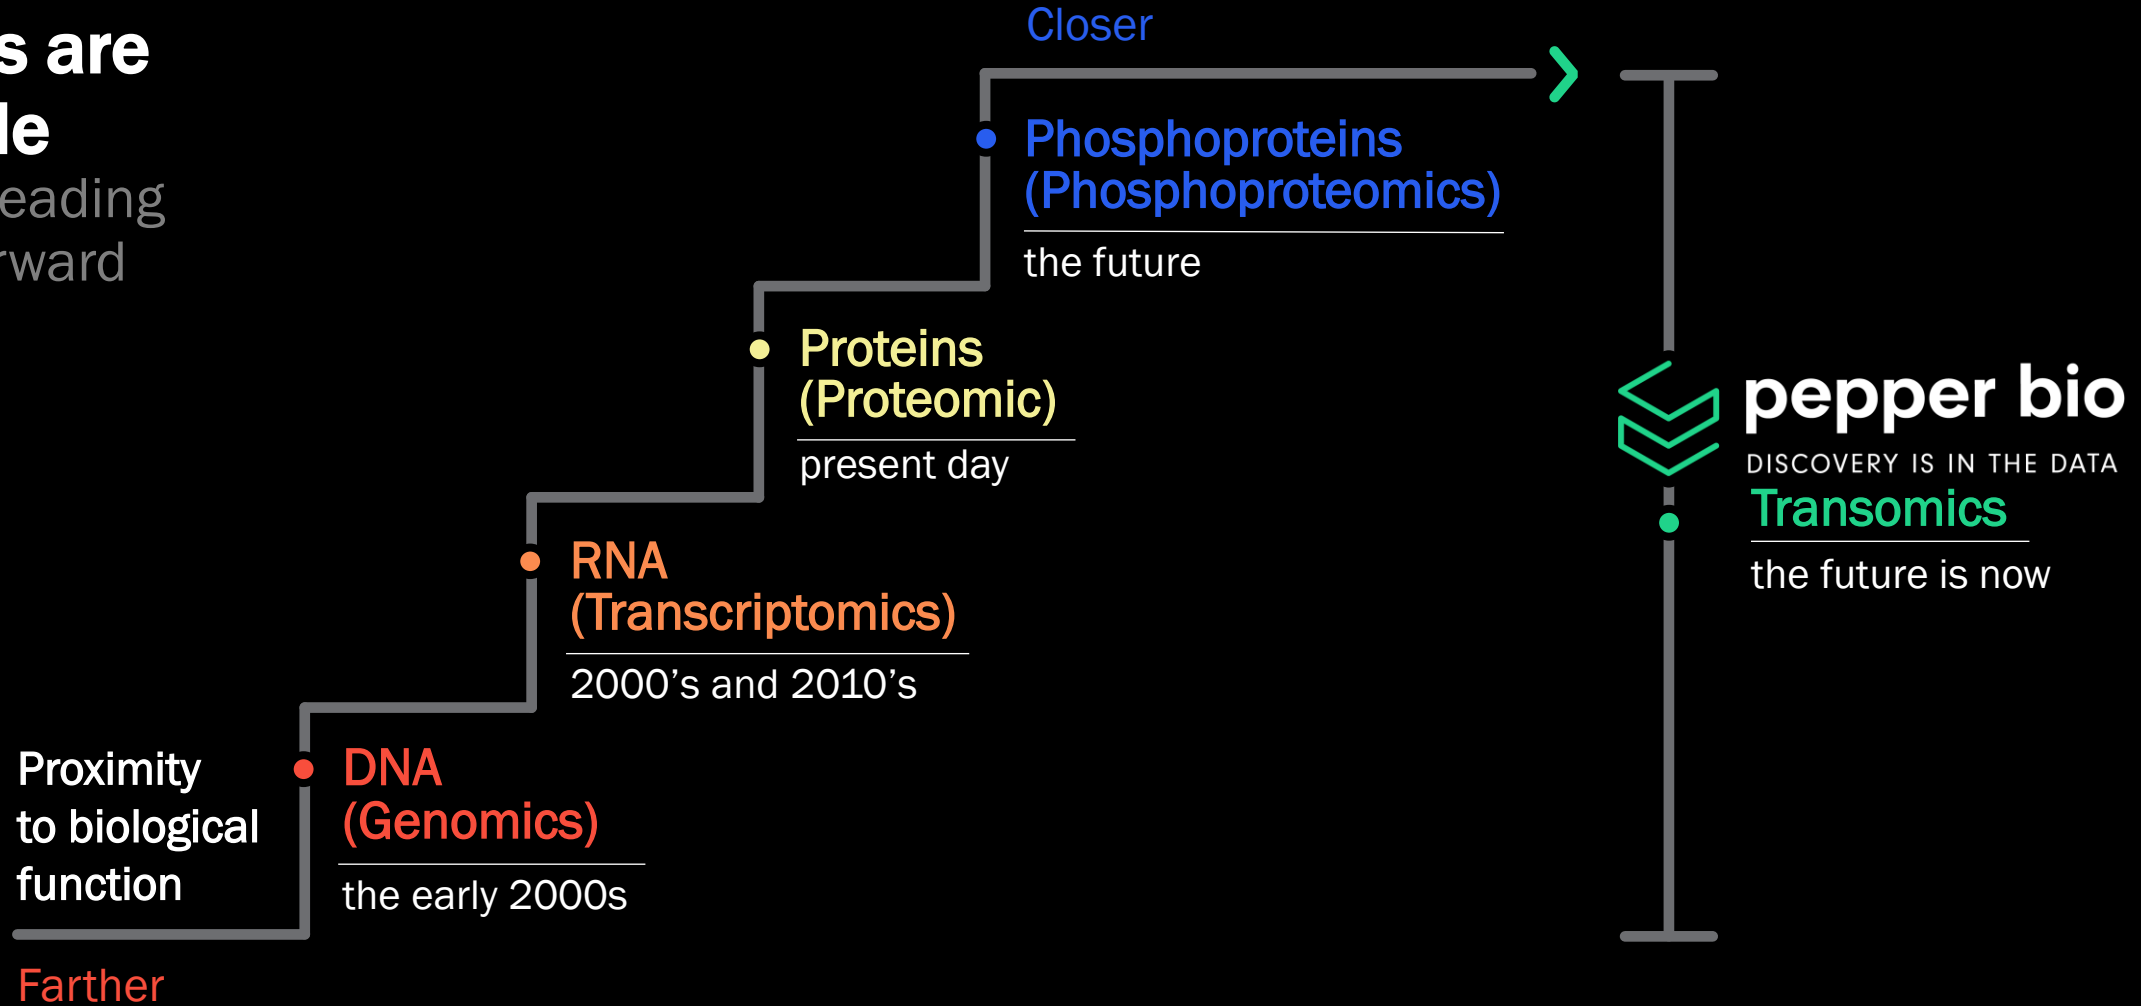 s are
le
eading
rward
Closer
Phosphoproteins
(Phosphoproteomics)
the future
Proteins
(Proteomic)
present day
RNA
(Transcriptomics)
2000’s and 2010’s
DNA
(Genomics)
the early 2000s
Proximity
to biological
function
Farther
pepper bio
DISCOVERY IS IN THE DATA
Transomics
the future is now